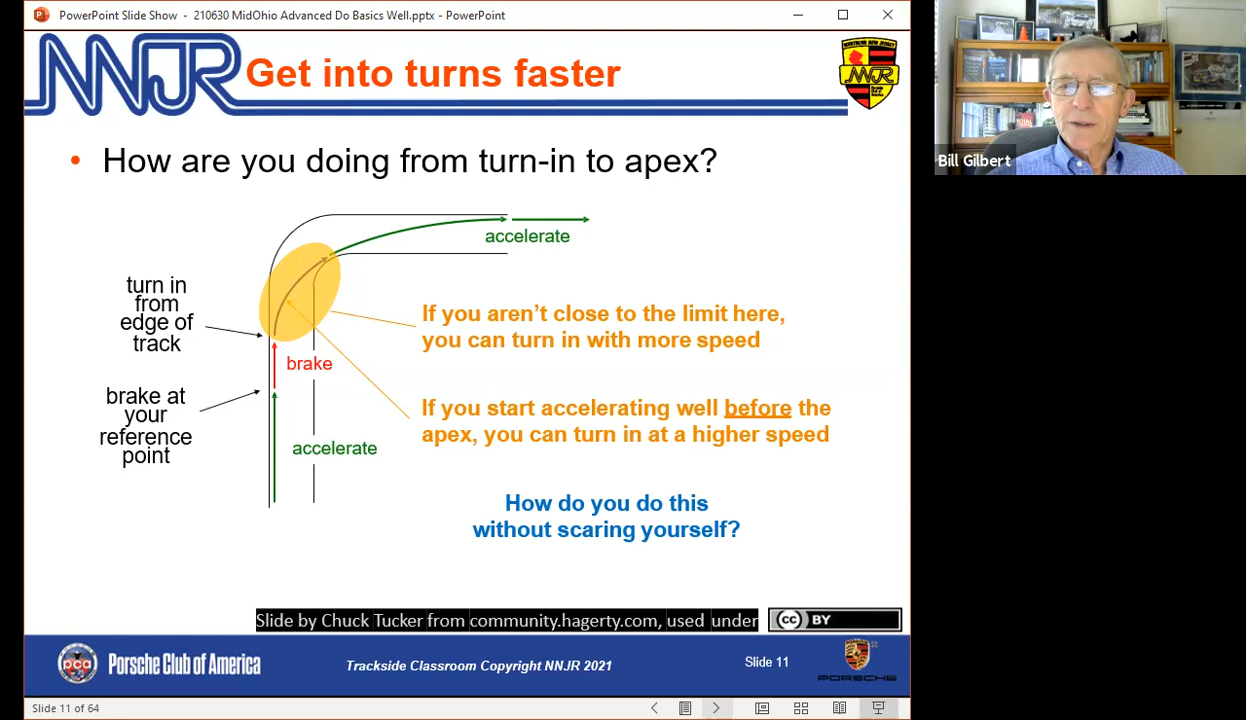 PowerPoint Slide Show - 210630 MidOhio Advanced Do Basics Well.pptx - PowerPoint
NNJR
Get into turns faster
NNJR
• How are you doing from turn-in to apex?
accelerate
turn in
from
edge of
track
If you aren't close to the limit here,
you can turn in with more speed
brake
brake at
your
reference
point
If you start accelerating well before the
apex, you can turn in at a higher speed
accelerate
How do you do this
without scaring yourself?
Slide by Chuck Tucker from community.hagerty.com, used under
cc BY
pca
Porsche Club of America
Trackside Classroom Copyright NNJR 2021
Slide 11
PORSCHE
Slide 11 of 64
Bill Gilbert
TOTAL